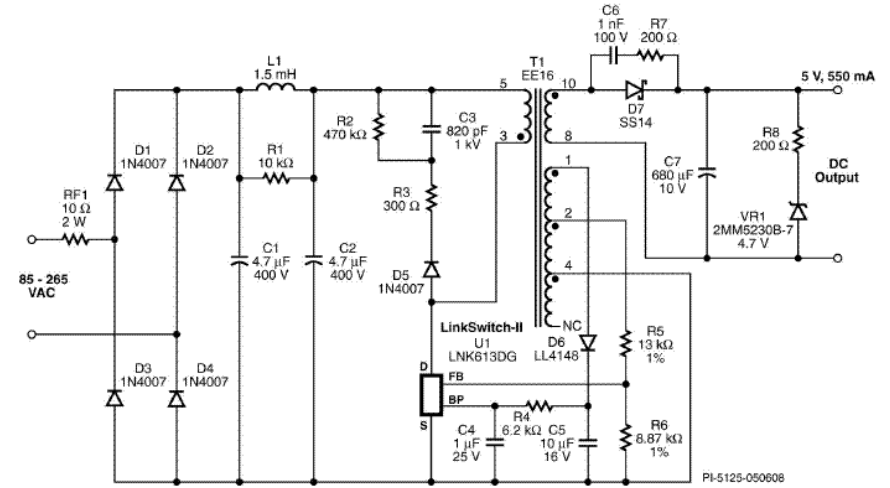 C6
1 nF
100 V
R7
200 Ω
L1
1.5 mH
T1
EE16
5
10
5 V, 550 mA
D7
SS14
R2
470 kΩ
C3
820 pF
1 kV
3
8
R8
200 Ω
D1
1N4007
D2
1N4007
R1
10 kΩ
1
C7
680 µF
10 V
DC
Output
RF1
10 Ω
2 W
R3
300 Ω
2
VR1
2MM5230B-7
4.7 V
85 - 265
VAC
C1
4.7 µF
400 V
C2
4.7 µF
400 V
D5
1N4007
4
NC
LinkSwitch-II
U1
LNK613DG
D6
LL4148
R5
13 kΩ
1%
D3
1N4007
D4
1N4007
D
FB
BP
S
R4
6.2 kΩ
C4
1 µF
25 V
C5
10 µF
16 V
R6
8.87 kΩ
1%
PI-5125-050608